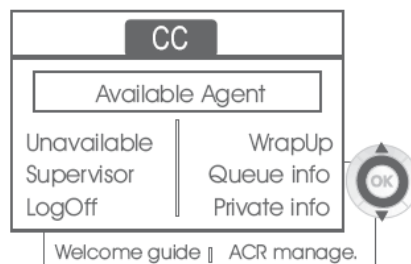 CC
Available Agent
Unavailable WrapUp
Supervisor Queue info
LogOff Private info
OK
Welcome guide ACR manage.